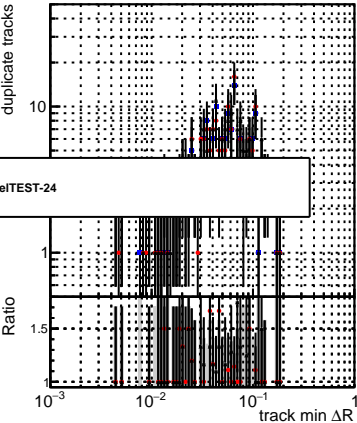 duplicate tracks
10
elTEST-24
1
Ratio
1.5
1
10⁻³ 10⁻² 10⁻¹ 1
track min ΔR